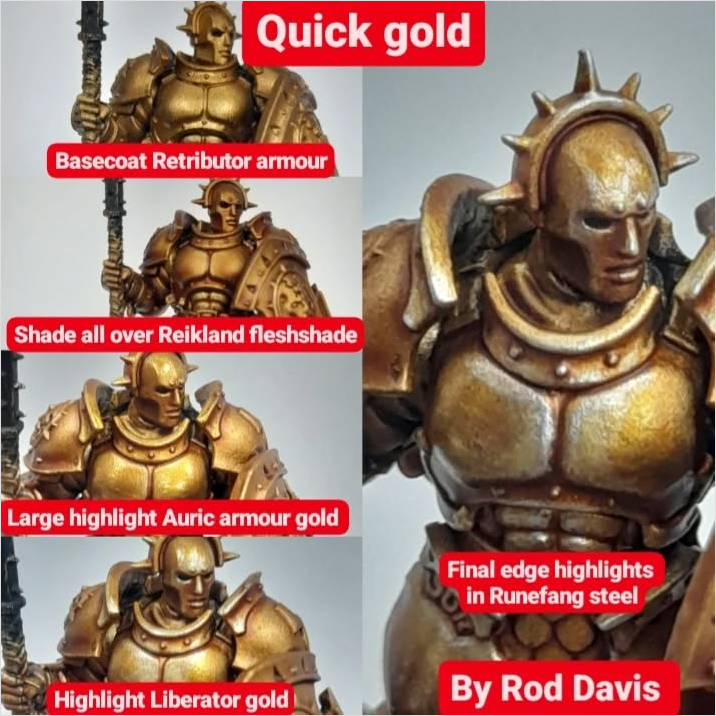 Quick gold
Basecoat Retributor armour
Shade all over Reikland fleshshade
Large highlight Auric armour gold
Highlight Liberator gold
Final edge highlights
in Runefang steel
By Rod Davis